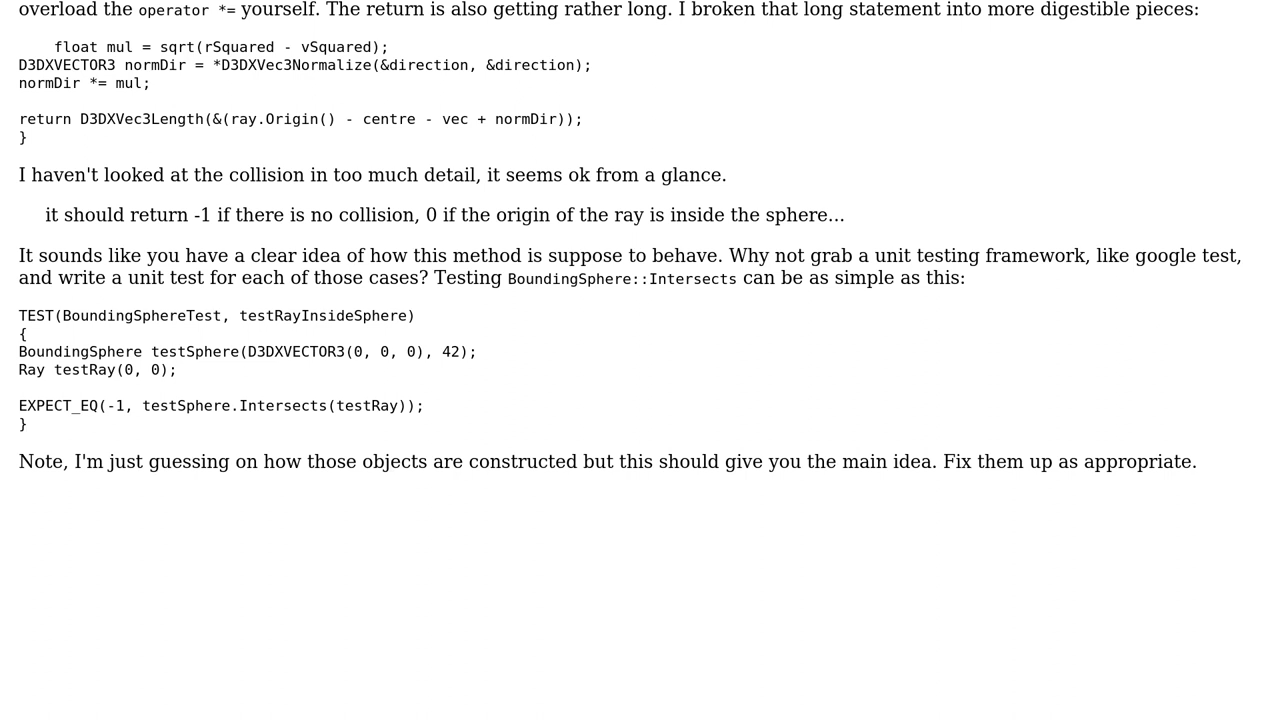 overload the operator *= yourself. The return is also getting rather long. I broken that long statement into more digestible pieces:
float mul = sqrt(rSquared - vSquared);
D3DXVECTOR3 normDir = *D3DXVec3Normalize(&direction, &direction);
normDir *= mul;
return D3DXVec3Length(&(ray.Origin() - centre - vec + normDir));
}
I haven't looked at the collision in too much detail, it seems ok from a glance.
it should return -1 if there is no collision, 0 if the origin of the ray is inside the sphere...
It sounds like you have a clear idea of how this method is suppose to behave. Why not grab a unit testing framework, like google test,
and write a unit test for each of those cases? Testing BoundingSphere::Intersects can be as simple as this:
TEST(BoundingSphereTest, testRayInsideSphere)
{
BoundingSphere testSphere(D3DXVECTOR3(0, 0, 0), 42);
Ray testRay(0, 0);
EXPECT_EQ(-1, testSphere.Intersects(testRay));
}
Note, I'm just guessing on how those objects are constructed but this should give you the main idea. Fix them up as appropriate.